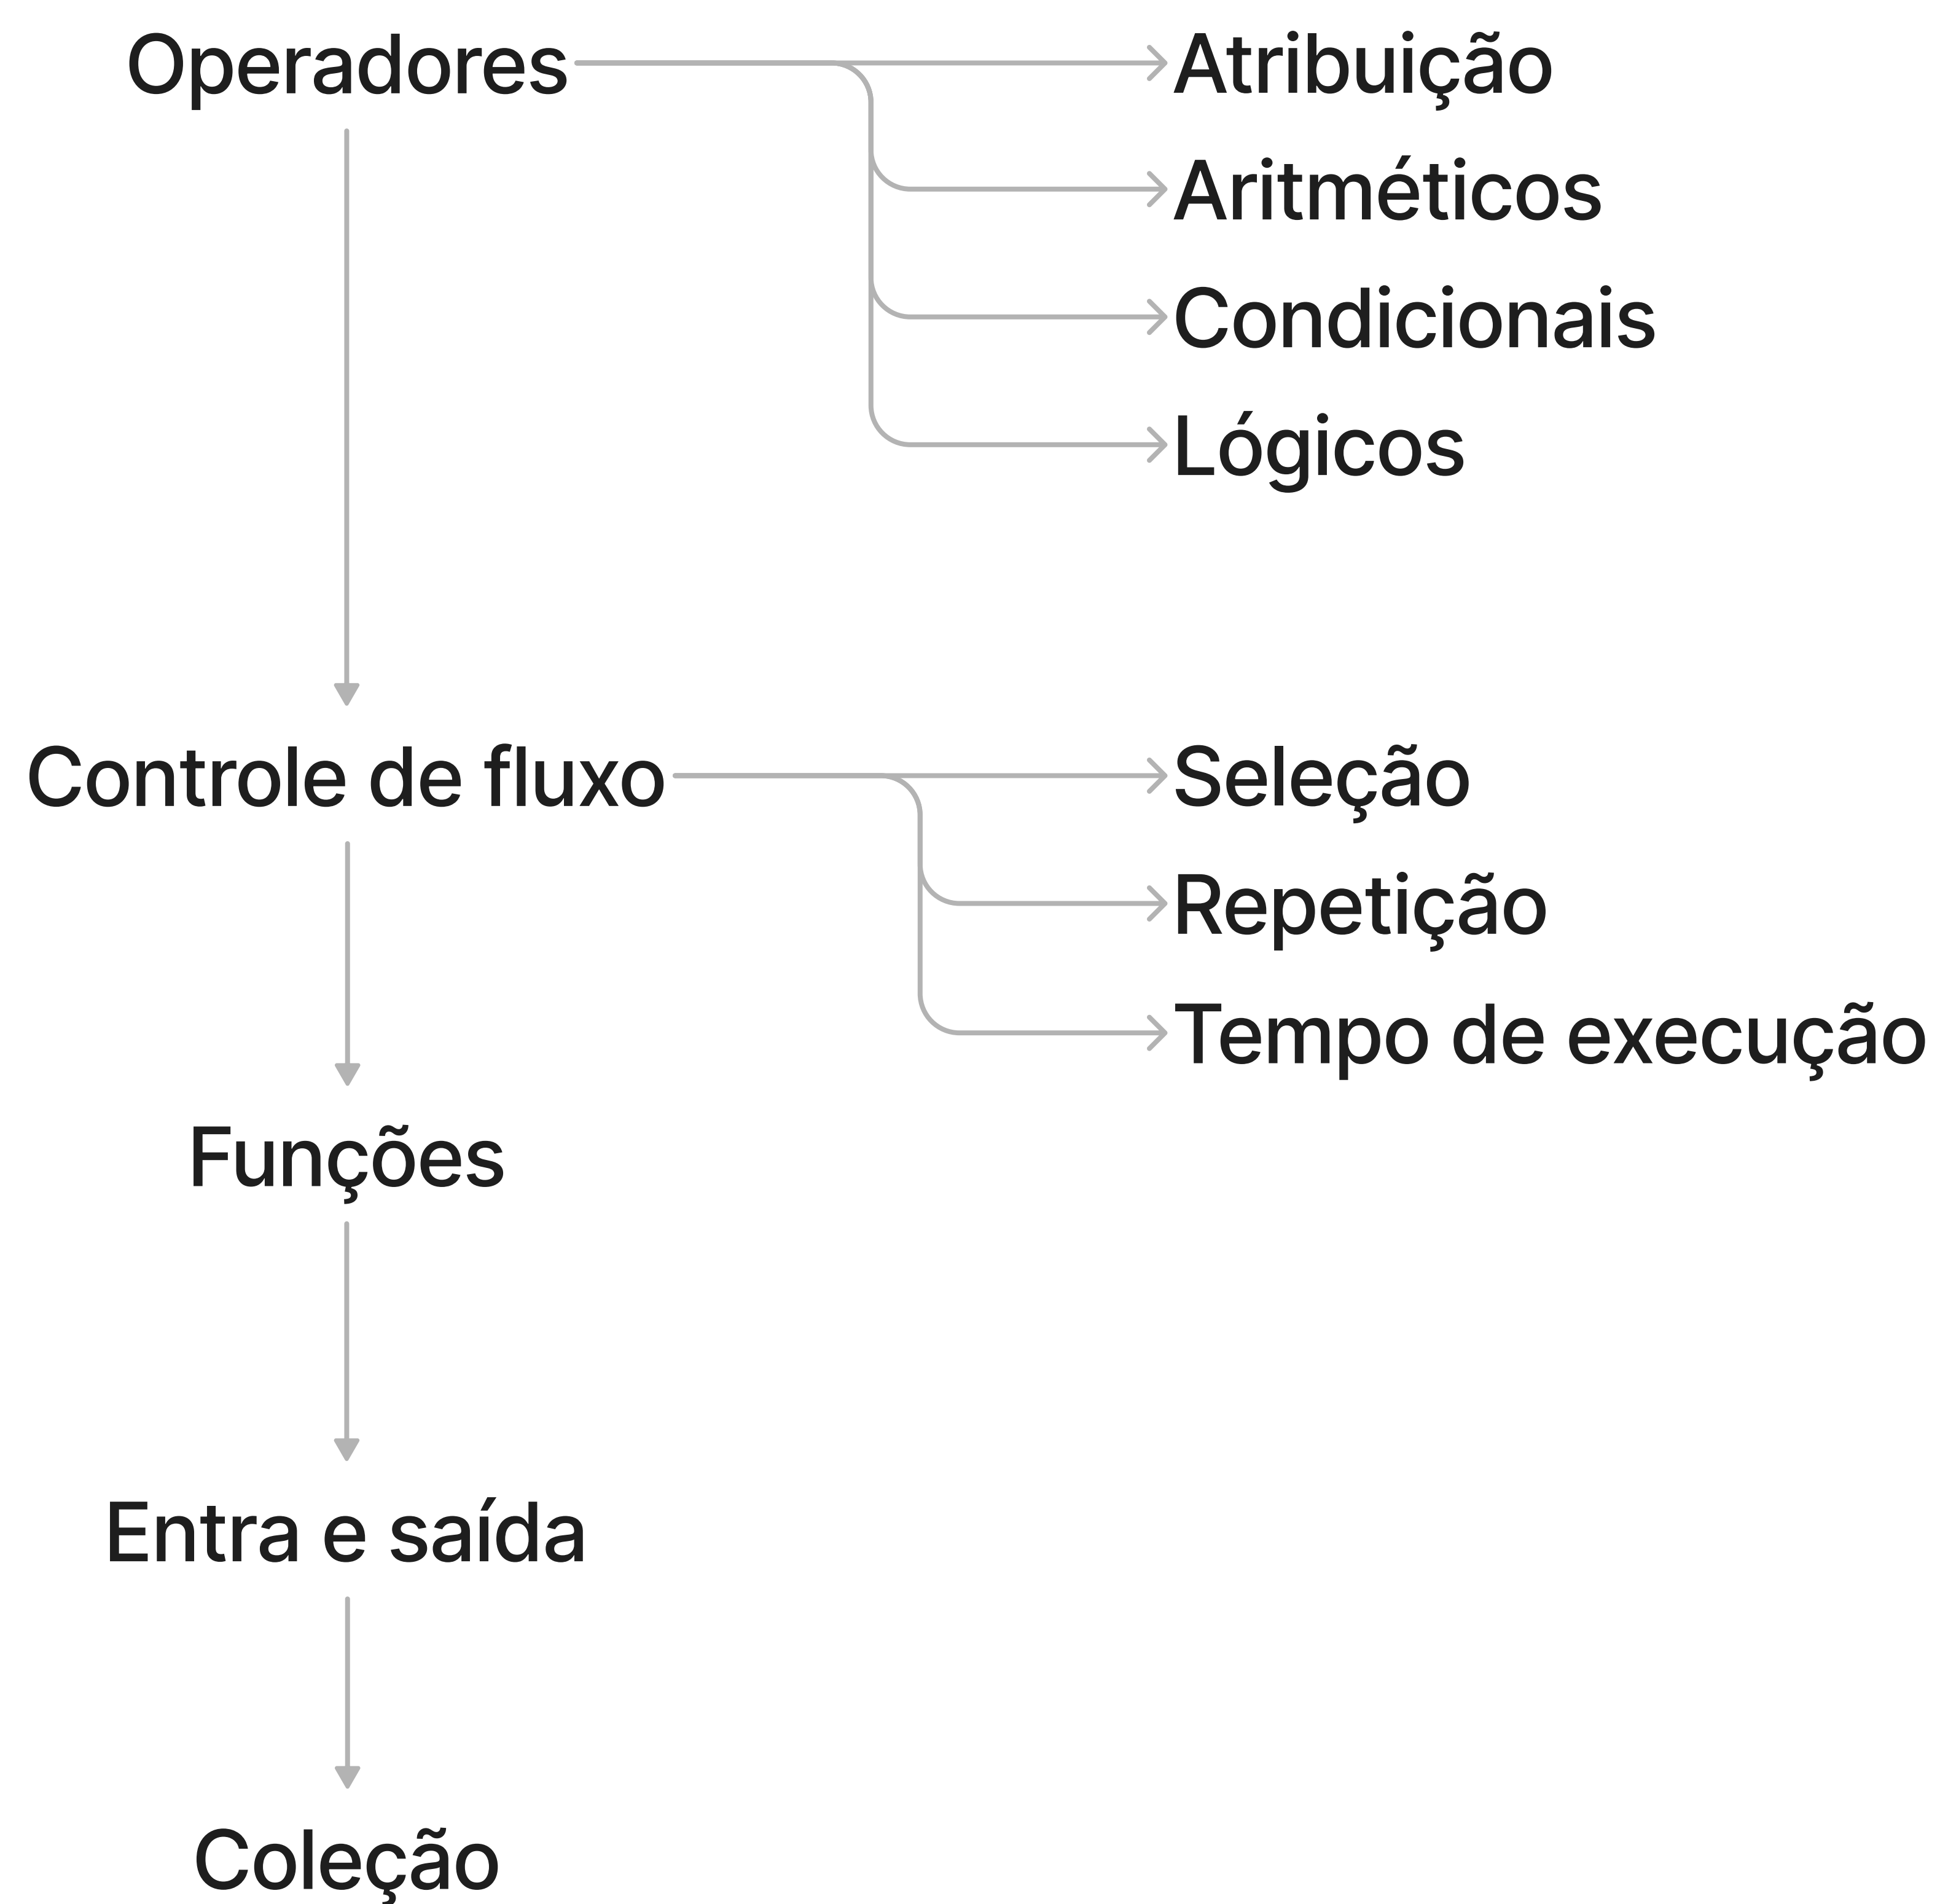 Operadores
Atribuição
Aritméticos
Condicionais
Lógicos
Controle de fluxo
Seleção
Repetição
Tempo de execução
Funções
Entra e saída
Coleção